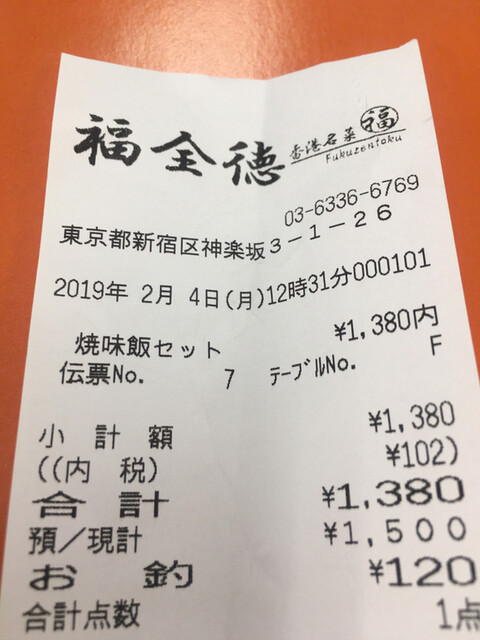 福全徳 香港名菜 福
Fukuzentoku
03-6336-6769
東京都新宿区神楽坂3-1-26
2019年 2月 4日(月)12時31分000101
焼味飯セット ¥1,380内
伝票No. 7 テーブルNo. F
小 計 額 ¥1,380
((内 税) ¥102)
合 計 ¥1,380
預/現計 ¥1,500
お 釣 ¥120
合計点数 1点